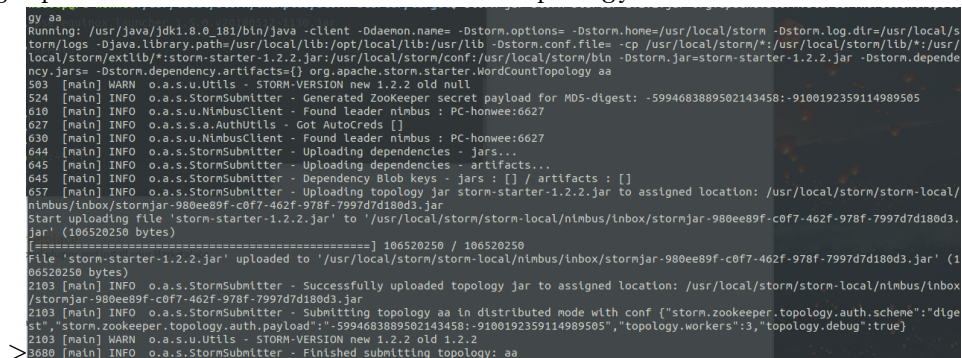 gy aa
Running: /usr/java/jdk1.8.0_181/bin/java -client -Ddaemon.name= -Dstorm.options= -Dstorm.home=/usr/local/storm -Dstorm.log.dir=/usr/local/s
torm/logs -Djava.library.path=/usr/local/lib:/opt/local/lib:/usr/lib -Dstorm.conf.file= -cp /usr/local/storm/*:/usr/local/storm/lib/*:/usr/
local/storm/extlib/*:storm-starter-1.2.2.jar:/usr/local/storm/conf:/usr/local/storm/bin -Dstorm.jar=storm-starter-1.2.2.jar -Dstorm.depende
ncy.jars= -Dstorm.dependency.artifacts={} org.apache.storm.starter.WordCountTopology aa
503  [main] WARN  o.a.s.u.Utils - STORM-VERSION new 1.2.2 old null
524  [main] INFO  o.a.s.StormSubmitter - Generated ZooKeeper secret payload for MD5-digest: -5994683889502143458:-9100192359114989505
610  [main] INFO  o.a.s.u.NimbusClient - Found leader nimbus : PC-honwee:6627
627  [main] INFO  o.a.s.s.a.AuthUtils - Got AutoCreds []
630  [main] INFO  o.a.s.u.NimbusClient - Found leader nimbus : PC-honwee:6627
644  [main] INFO  o.a.s.StormSubmitter - Uploading dependencies - jars...
645  [main] INFO  o.a.s.StormSubmitter - Uploading dependencies - artifacts...
645  [main] INFO  o.a.s.StormSubmitter - Dependency Blob keys - jars : [] / artifacts : []
657  [main] INFO  o.a.s.StormSubmitter - Uploading topology jar storm-starter-1.2.2.jar to assigned location: /usr/local/storm/storm-local/
nimbus/inbox/stormjar-980ee89f-c0f7-462f-978f-7997d7d180d3.jar
Start uploading file 'storm-starter-1.2.2.jar' to '/usr/local/storm/storm-local/nimbus/inbox/stormjar-980ee89f-c0f7-462f-978f-7997d7d180d3.
jar' (106520250 bytes)
[==================================================] 106520250 / 106520250
File 'storm-starter-1.2.2.jar' uploaded to '/usr/local/storm/storm-local/nimbus/inbox/stormjar-980ee89f-c0f7-462f-978f-7997d7d180d3.jar' (1
06520250 bytes)
2103 [main] INFO  o.a.s.StormSubmitter - Successfully uploaded topology jar to assigned location: /usr/local/storm/storm-local/nimbus/inbox
/stormjar-980ee89f-c0f7-462f-978f-7997d7d180d3.jar
2103 [main] INFO  o.a.s.StormSubmitter - Submitting topology aa in distributed mode with conf {"storm.zookeeper.topology.auth.scheme":"dige
st","storm.zookeeper.topology.auth.payload":"-5994683889502143458:-9100192359114989505","topology.workers":3,"topology.debug":true}
2103 [main] WARN  o.a.s.u.Utils - STORM-VERSION new 1.2.2 old 1.2.2
>3680 [main] INFO  o.a.s.StormSubmitter - Finished submitting topology: aa